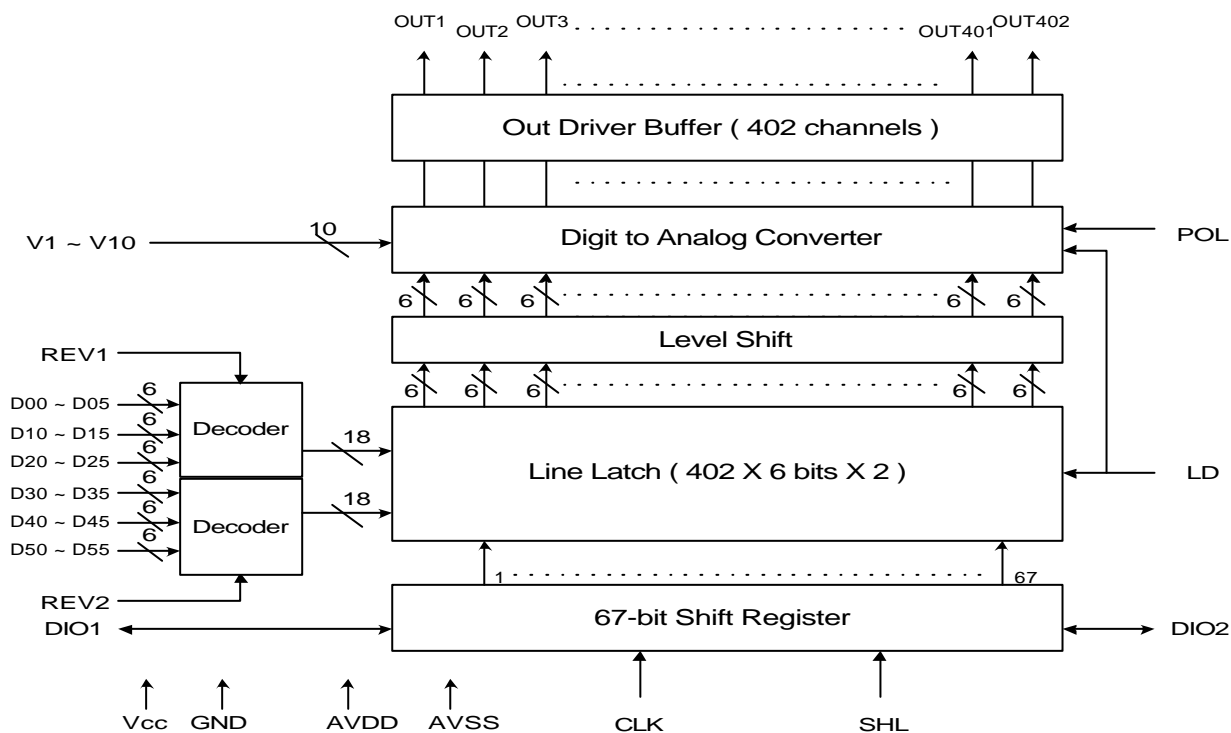 OUT1 OUT2 OUT3 OUT401 OUT402
Out Driver Buffer ( 402 channels )
V1 ~ V10 10 Digit to Analog Converter POL
6 6 6 6 6
Level Shift
REV1
6 6 6 6 6
D00 ~ D05 6
D10 ~ D15 6
D20 ~ D25 6
Decoder 18
Line Latch ( 402 X 6 bits X 2 ) LD
D30 ~ D35 6
D40 ~ D45 6
D50 ~ D55 6
Decoder 18
1 67
REV2
DIO1 67-bit Shift Register DIO2
Vcc GND AVDD AVSS CLK SHL